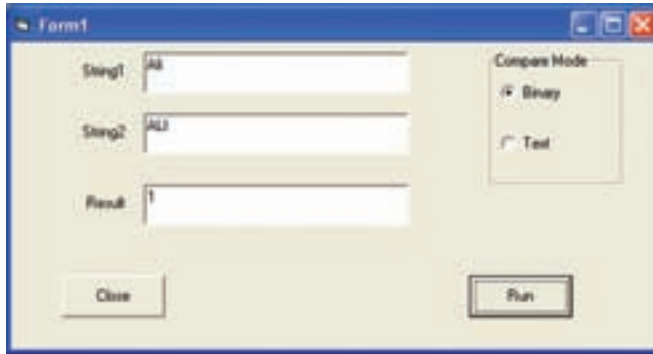 Form1
String1 Ali Compare Mode
Binary
String2 ALI
Text
Result 1
Close Run